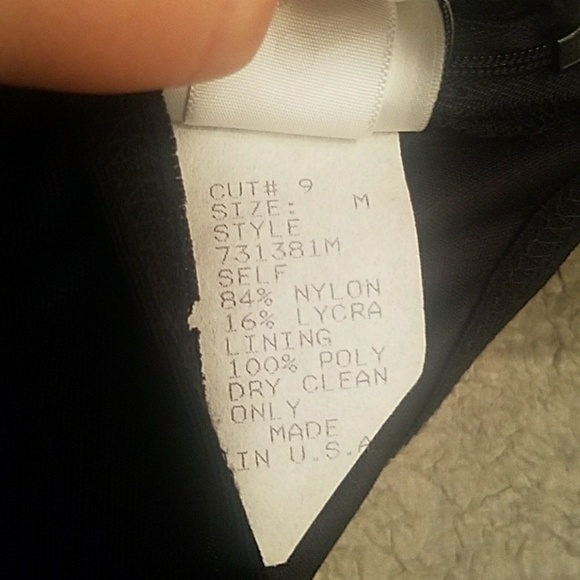 CUT# 9
SIZE: M
STYLE
731381M
SELF
84% NYLON
16% LYCRA
LINING
100% POLY
DRY CLEAN
ONLY
MADE
IN U.S.A